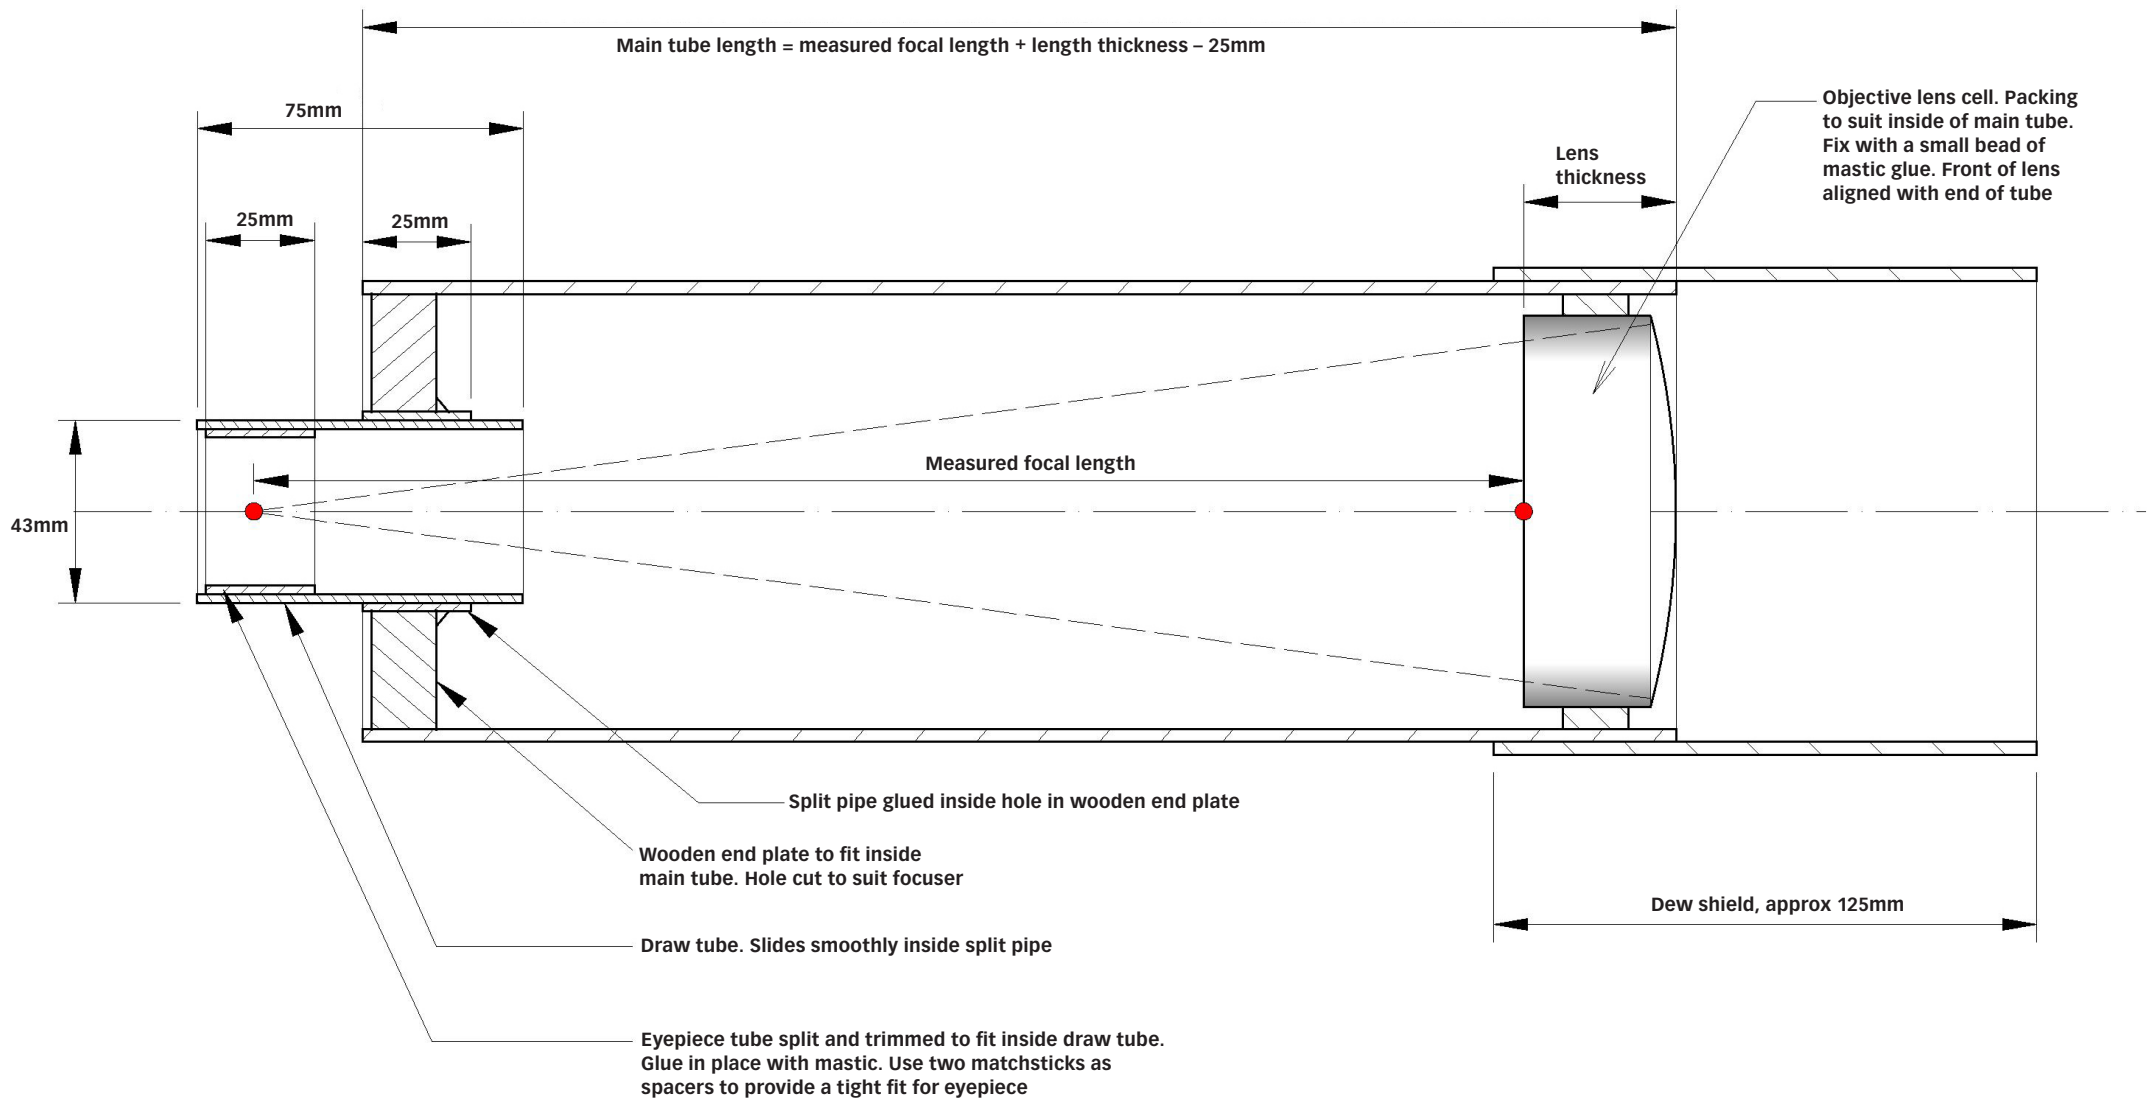 Main tube length = measured focal length + length thickness – 25mm
75mm
Objective lens cell. Packing
to suit inside of main tube.
Fix with a small bead of
mastic glue. Front of lens
aligned with end of tube
Lens
thickness
25mm
25mm
Measured focal length
43mm
Split pipe glued inside hole in wooden end plate
Wooden end plate to fit inside
main tube. Hole cut to suit focuser
Dew shield, approx 125mm
Draw tube. Slides smoothly inside split pipe
Eyepiece tube split and trimmed to fit inside draw tube.
Glue in place with mastic. Use two matchsticks as
spacers to provide a tight fit for eyepiece